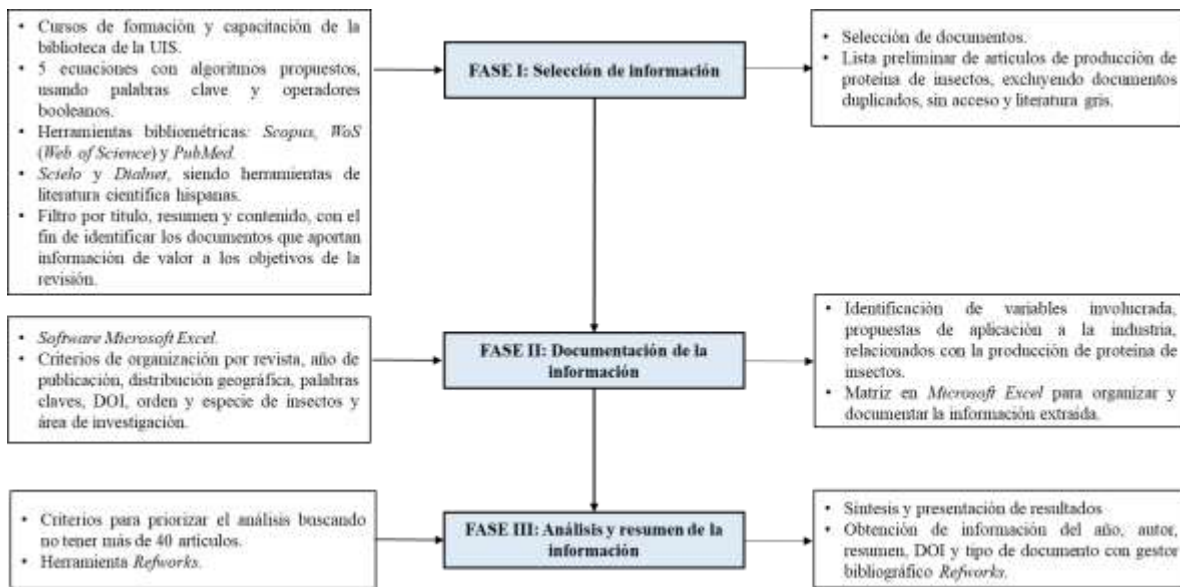 • Cursos de formación y capacitación de la
biblioteca de la UIS.
• 5 ecuaciones con algoritmos propuestos,
usando palabras clave y operadores
booleanos.
• Herramientas bibliométricas: Scopus, WoS
(Web of Science) y PubMed.
• Scielo y Dialnet, siendo herramientas de
literatura científica hispanas.
• Filtro por título, resumen y contenido, con el
fin de identificar los documentos que aportan
información de valor a los objetivos de la
revisión.
FASE I: Selección de información
• Selección de documentos.
• Lista preliminar de artículos de producción de
proteína de insectos, excluyendo documentos
duplicados, sin acceso y literatura gris.
• Software Microsoft Excel.
• Criterios de organización por revista, año de
publicación, distribución geográfica, palabras
claves, DOI, orden y especie de insectos y
área de investigación.
FASE II: Documentación de la
información
• Identificación de variables involucrada,
propuestas de aplicación a la industria,
relacionados con la producción de proteína de
insectos.
• Matriz en Microsoft Excel para organizar y
documentar la información extraída.
• Criterios para priorizar el análisis buscando
no tener más de 40 artículos.
• Herramienta Refworks.
FASE III: Análisis y resumen de la
información
• Síntesis y presentación de resultados
• Obtención de información del año, autor,
resumen, DOI y tipo de documento con gestor
bibliográfico Refworks.